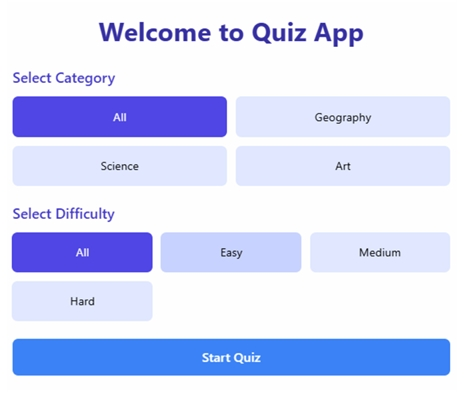 Welcome to Quiz App
Select Category
All
Geography
Science
Art
Select Difficulty
All
Easy
Medium
Hard
Start Quiz